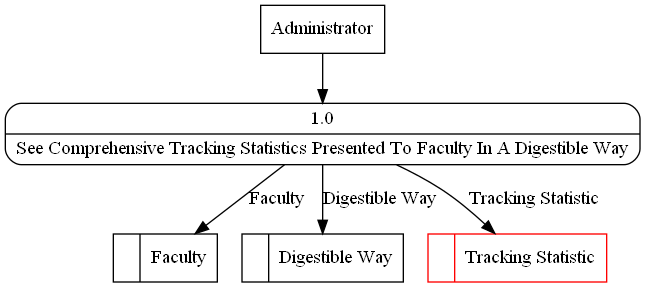 Administrator
1.0
See Comprehensive Tracking Statistics Presented To Faculty In A Digestible Way
Faculty
Digestible Way
Tracking Statistic
Faculty
Digestible Way
Tracking Statistic